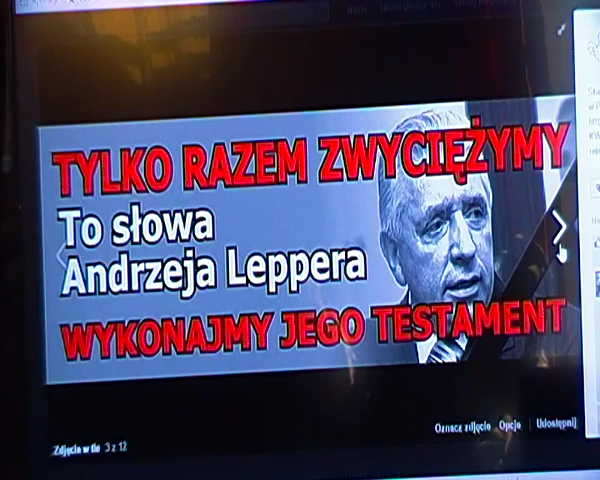 TYLKO RAZEM ZWYCIĘŻYMY
To słowa
Andrzeja Leppera
WYKONAJMY JEGO TESTAMENT
Oznacz zdjęcie Opcje Udostępnij
Zdjęcia w tle 3 z 12